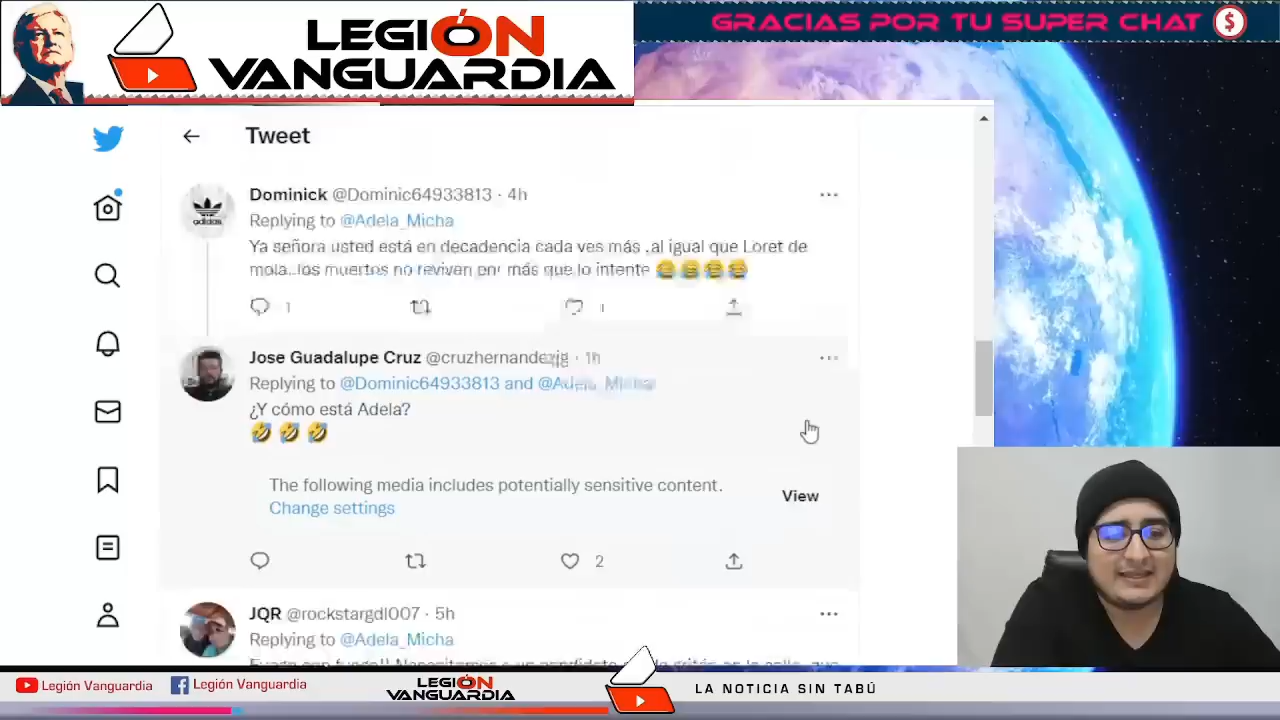 LEGIÓN
VANGUARDIA
GRACIAS POR TU SUPER CHAT
Tweet
Dominick @Dominic64933813 · 4h
Replying to @Adela_Micha
Ya señora usted está en decadencia cada ves más .al igual que Loret de
mola..los muertos no reviven por más que lo intente
1
1
Jose Guadalupe Cruz · 1h
Replying to @Dominic64933813 and @Adela_Micha
¿Y cómo está Adela?
The following media includes potentially sensitive content.
Change settings
View
2
JQR @rockstargdl007 · 5h
Replying to @Adela_Micha
Legión Vanguardia
Legión Vanguardia
LEGIÓN
VANGUARDIA
LA NOTICIA SIN TABÚ